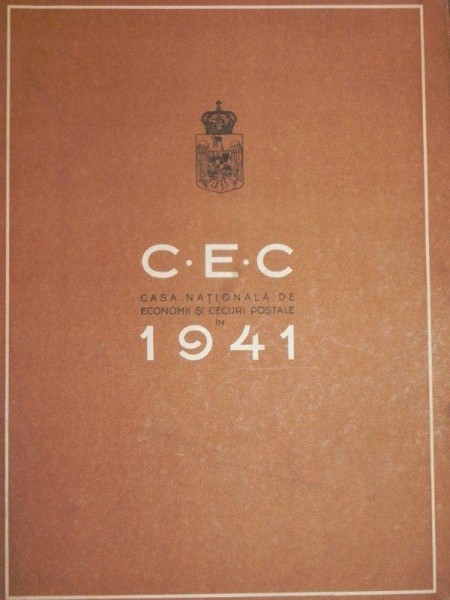 C·E·C
CASA NAȚIONALĂ DE
ECONOMII ȘI CECURI POȘTALE
ÎN
1941